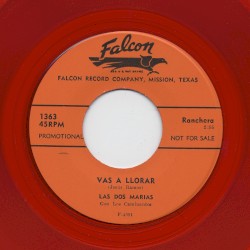 Falcon
FALCON RECORD COMPANY, MISSION, TEXAS
1363
45RPM
Ranchera
PROMOTIONAL
NOT FOR SALE
VAS A LLORAR
LAS DOS MARIAS